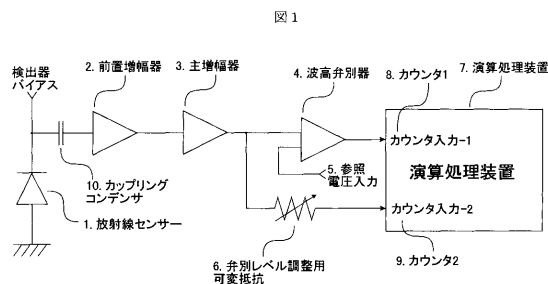 図1
検出器
バイアス
2. 前置増幅器
3. 主増幅器
4. 波高弁別器
8. カウンタ1
7. 演算処理装置
カウンタ入力-1
5. 参照
電圧入力
演算処理装置
10. カップリング
コンデンサ
カウンタ入力-2
1. 放射線センサー
6. 弁別レベル調整用
可変抵抗
9. カウンタ2